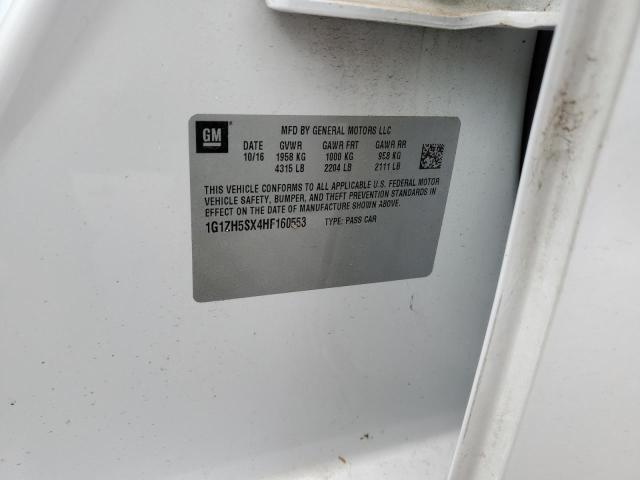 GM
MFD BY GENERAL MOTORS LLC
DATE GVWR GAWR FRT GAWR RR
10/16 1958 KG 1000 KG 958 KG
4315 LB 2204 LB 2111 LB
THIS VEHICLE CONFORMS TO ALL APPLICABLE U.S. FEDERAL MOTOR
VEHICLE SAFETY, BUMPER, AND THEFT PREVENTION STANDARDS IN
EFFECT ON THE DATE OF MANUFACTURE SHOWN ABOVE.
1G1ZH5SX4HF160553 TYPE: PASS CAR